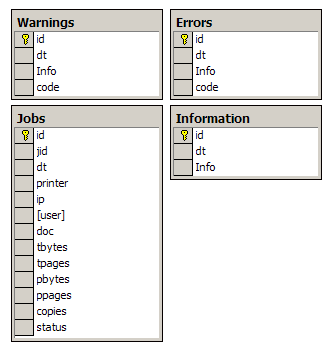 Warnings
id
dt
Info
code
Errors
id
dt
Info
code
Jobs
id
jid
dt
printer
ip
[user]
doc
tbytes
tpages
pbytes
ppages
copies
status
Information
id
dt
Info